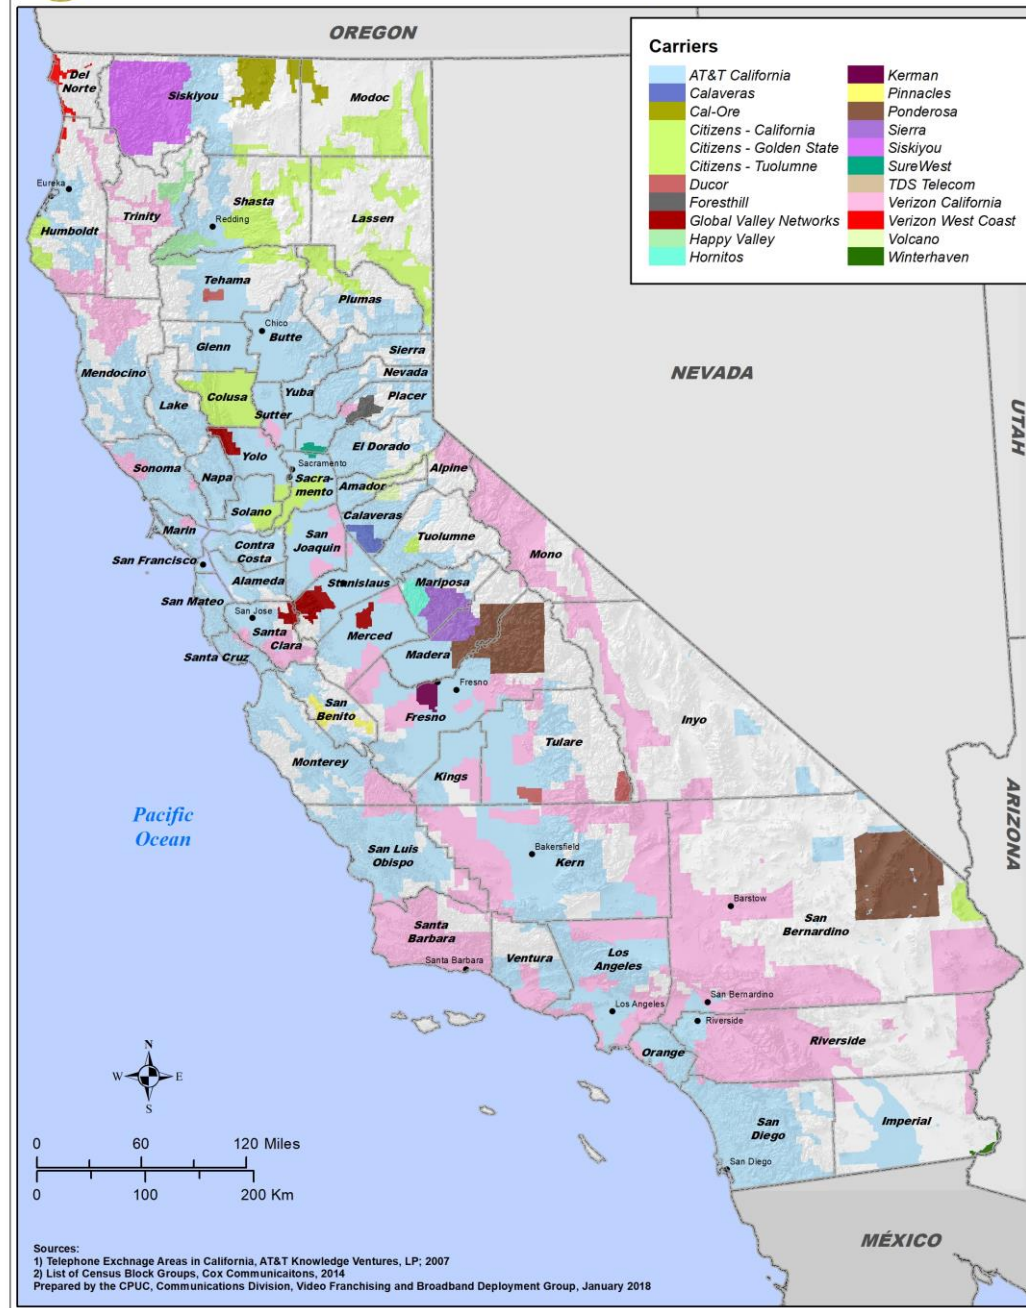 OREGON
Carriers
AT&T California
Calaveras
Cal-Ore
Citizens - California
Citizens - Golden State
Citizens - Tuolumne
Ducor
Foresthill
Global Valley Networks
Happy Valley
Hornitos
Kerman
Pinnacles
Ponderosa
Sierra
Siskiyou
SureWest
TDS Telecom
Verizon California
Verizon West Coast
Volcano
Winterhaven
Del
Norte
Siskiyou
Modoc
Eureka
Humboldt
Trinity
Shasta
Redding
Lassen
Tehama
Plumas
Chico
Butte
Glenn
Sierra
Nevada
Mendocino
Lake
Colusa
Yuba
Sutter
Placer
NEVADA
UTAH
El Dorado
Yolo
Sonoma
Napa
Sacramento
Sacra-
mento
Amador
Alpine
Solano
Calaveras
Marin
San
Joaquin
Tuolumne
Mono
Contra
Costa
San Francisco
Alameda
Stanislaus
Mariposa
San Mateo
San Jose
Santa
Clara
Merced
Santa Cruz
Madera
Fresno
San
Benito
Fresno
Inyo
Monterey
Tulare
Kings
Pacific
Ocean
ARIZONA
San Luis
Obispo
Bakersfield
Kern
Barstow
San
Bernardino
Santa
Barbara
Santa Barbara
Ventura
Los
Angeles
Los Angeles
San Bernardino
Riverside
Riverside
Orange
San
Diego
San Diego
Imperial
N
W
E
S
0 60 120 Miles
0 100 200 Km
MÉXICO
Sources:
1) Telephone Exchnage Areas in California, AT&T Knowledge Ventures, LP; 2007
2) List of Census Block Groups, Cox Communicaitons, 2014
Prepared by the CPUC, Communications Division, Video Franchising and Broadband Deployment Group, January 2018